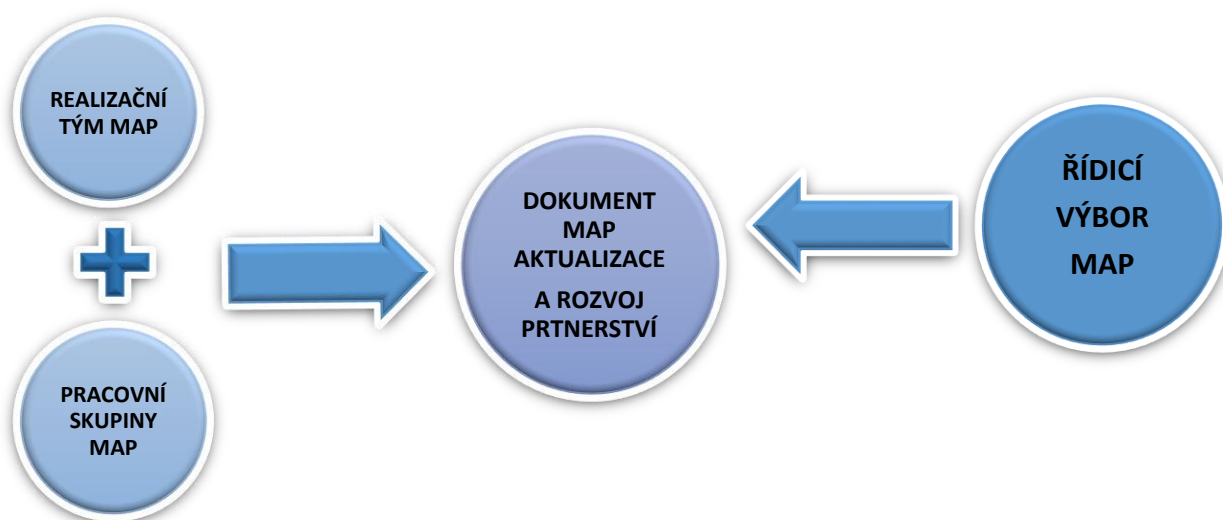 REALIZAČNÍ
TÝM MAP
PRACOVNÍ
SKUPINY
MAP
DOKUMENT
MAP
AKTUALIZACE
A ROZVOJ
PRTNERSTVÍ
ŘÍDICÍ
VÝBOR
MAP